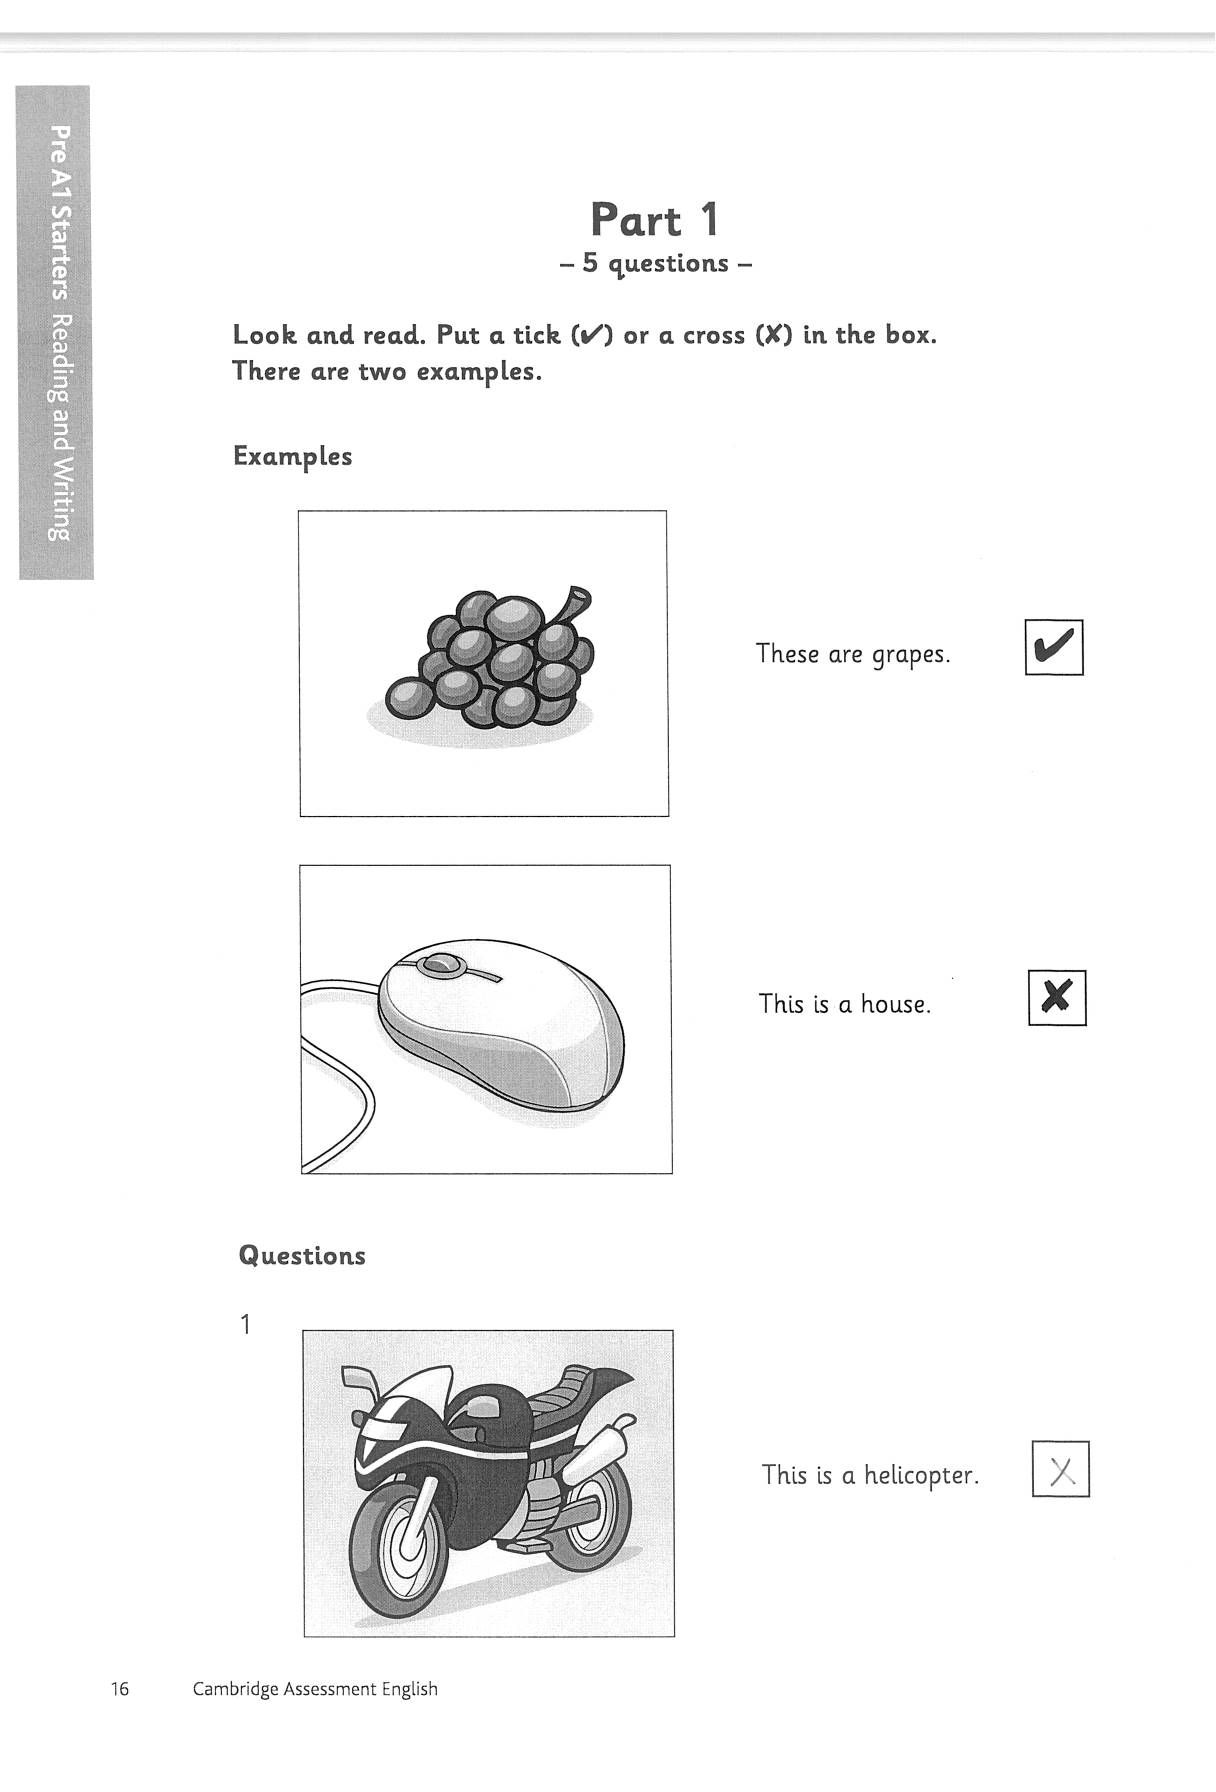 Pre A1 Starters Reading and Writing
Part 1
– 5 questions –
Look and read. Put a tick (✔) or a cross (✘) in the box.
There are two examples.
Examples
These are grapes. ✔
This is a house. ✘
Questions
1
This is a helicopter. X
16 Cambridge Assessment English